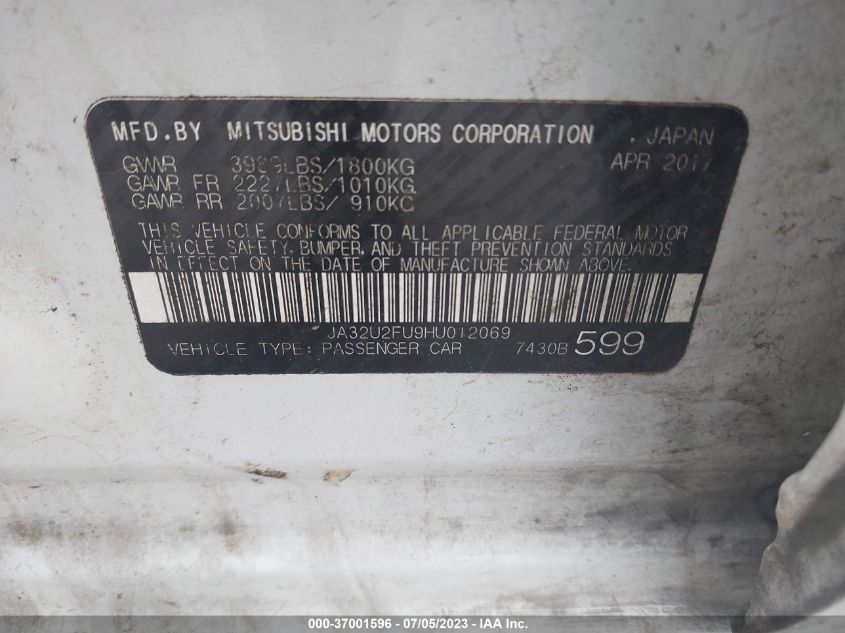 MFD.BY MITSUBISHI MOTORS CORPORATION , JAPAN
GVWR 3969LBS/1800KG APR 2017
GAWR FR 2227LBS/1010KG
GAWR RR 2007LBS/ 910KG
THIS VEHICLE CONFORMS TO ALL APPLICABLE FEDERAL MOTOR
VEHICLE SAFETY, BUMPER, AND THEFT PREVENTION STANDARDS
IN EFFECT ON THE DATE OF MANUFACTURE SHOWN ABOVE.
JA32U2FU9HU012069
VEHICLE TYPE: PASSENGER CAR 7430B 599
000-37001596 - 07/05/2023 - IAA Inc.